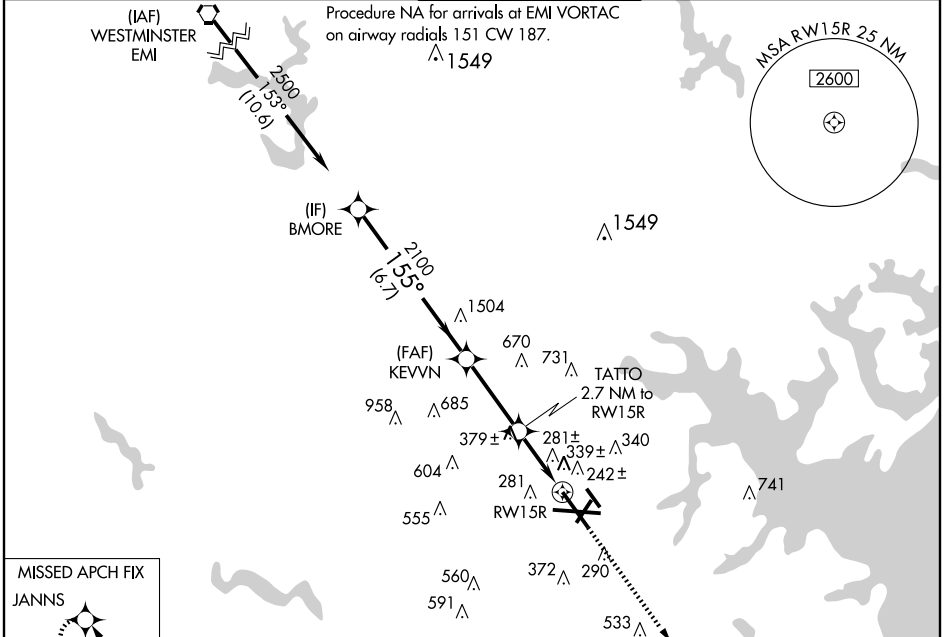 (IAF)
WESTMINSTER
EMI
Procedure NA for arrivals at EMI VORTAC
on airway radials 151 CW 187.
1549
MSA RW15R 25 NM
2600
2500
153°
(10.6)
(IF)
BMORE
1549
2100
155°
(6.7)
1504
(FAF)
KEVVN
670
731
TATTO
2.7 NM to
RW15R
958
685
379±
281±
339±
340
242±
604
281
741
RW15R
555
MISSED APCH FIX
JANNS
560
372
290
591
533